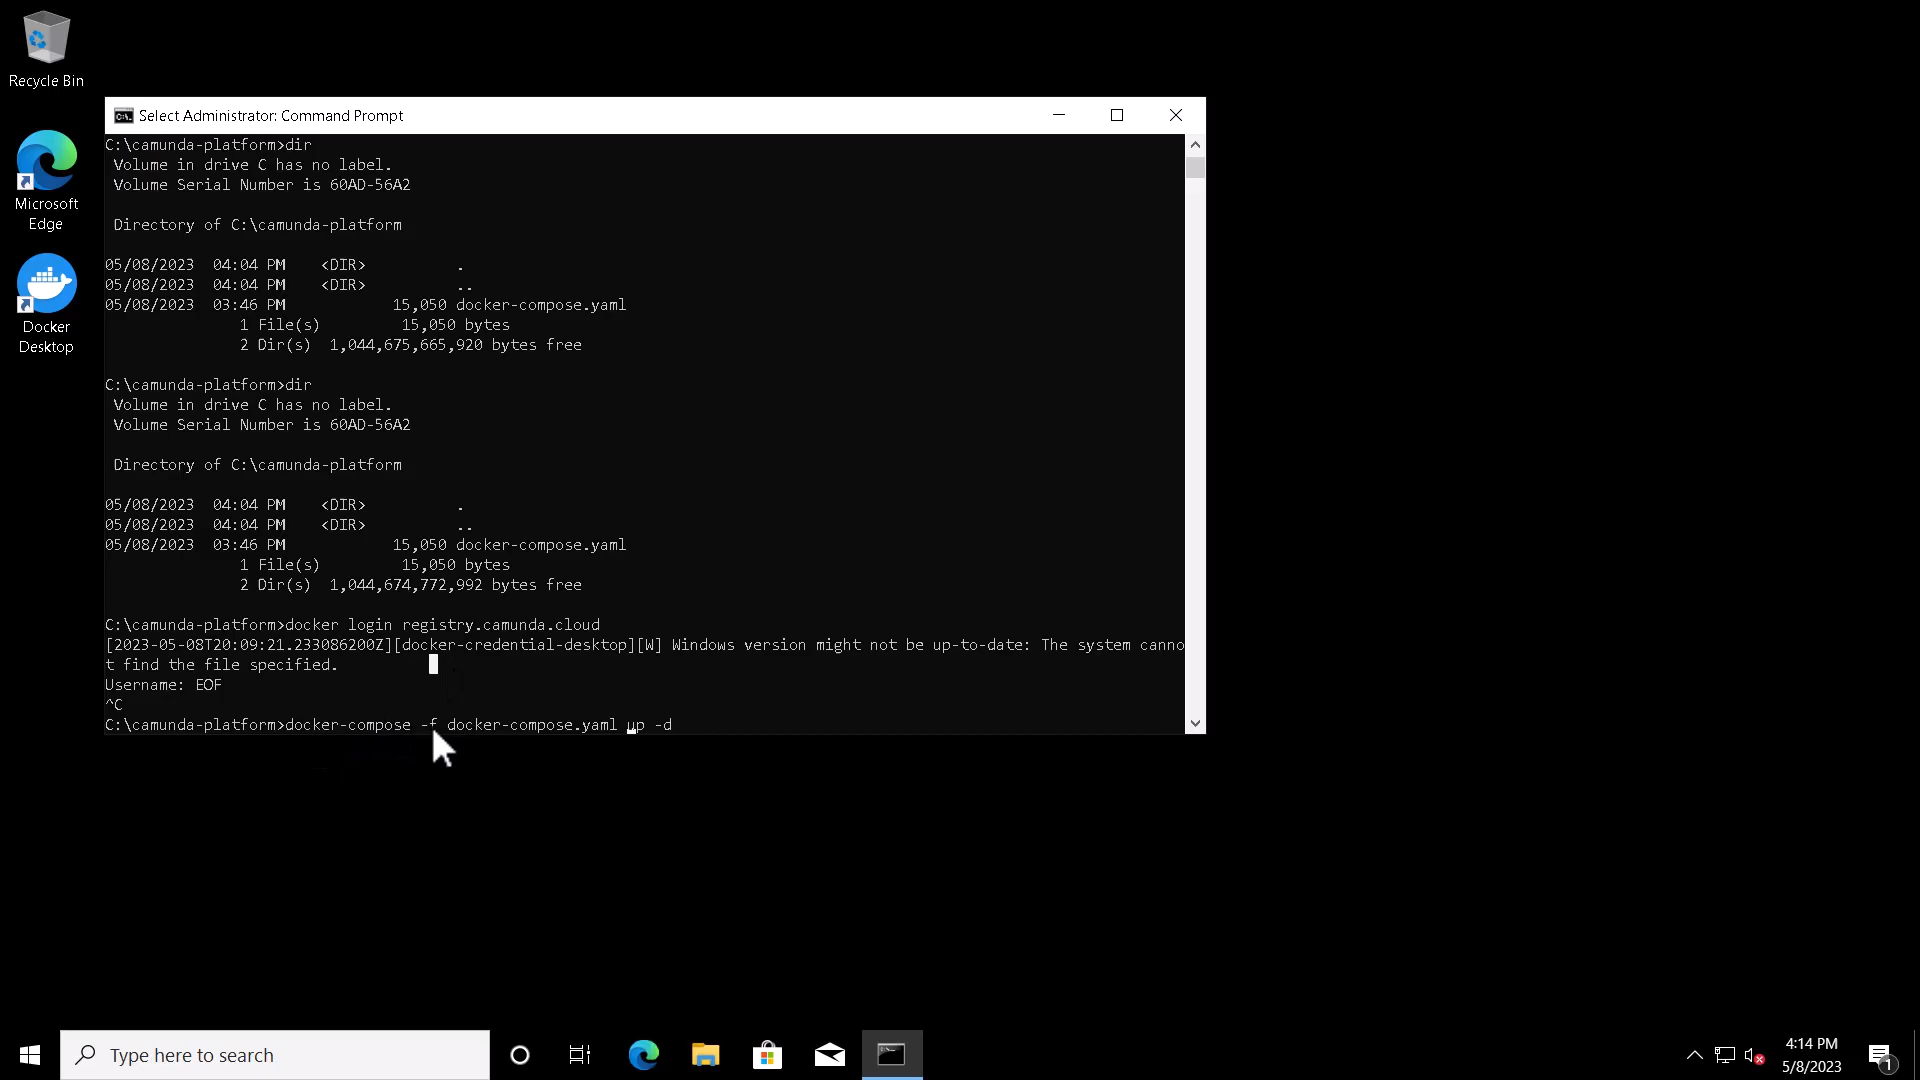 Recycle Bin
Microsoft
Edge
Docker
Desktop
Select Administrator: Command Prompt
C:\camunda-platform>dir
Volume in drive C has no label.
Volume Serial Number is 60AD-56A2
Directory of C:\camunda-platform
05/08/2023 04:04 PM <DIR> .
05/08/2023 04:04 PM <DIR> ..
05/08/2023 03:46 PM 15,050 docker-compose.yaml
1 File(s) 15,050 bytes
2 Dir(s) 1,044,675,665,920 bytes free
C:\camunda-platform>dir
Volume in drive C has no label.
Volume Serial Number is 60AD-56A2
Directory of C:\camunda-platform
05/08/2023 04:04 PM <DIR> .
05/08/2023 04:04 PM <DIR> ..
05/08/2023 03:46 PM 15,050 docker-compose.yaml
1 File(s) 15,050 bytes
2 Dir(s) 1,044,674,772,992 bytes free
C:\camunda-platform>docker login registry.camunda.cloud
[2023-05-08T20:09:21.233086200Z][docker-credential-desktop][W] Windows version might not be up-to-date: The system canno
t find the file specified.
Username: EOF
^C
C:\camunda-platform>docker-compose -f docker-compose.yaml up -d
Type here to search
4:14 PM
5/8/2023
1